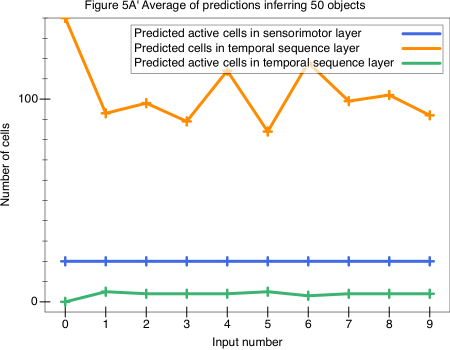 Figure 5A' Average of predictions inferring 50 objects
Predicted active cells in sensorimotor layer
Predicted cells in temporal sequence layer
Predicted active cells in temporal sequence layer
Number of cells
100
0
0 1 2 3 4 5 6 7 8 9
Input number